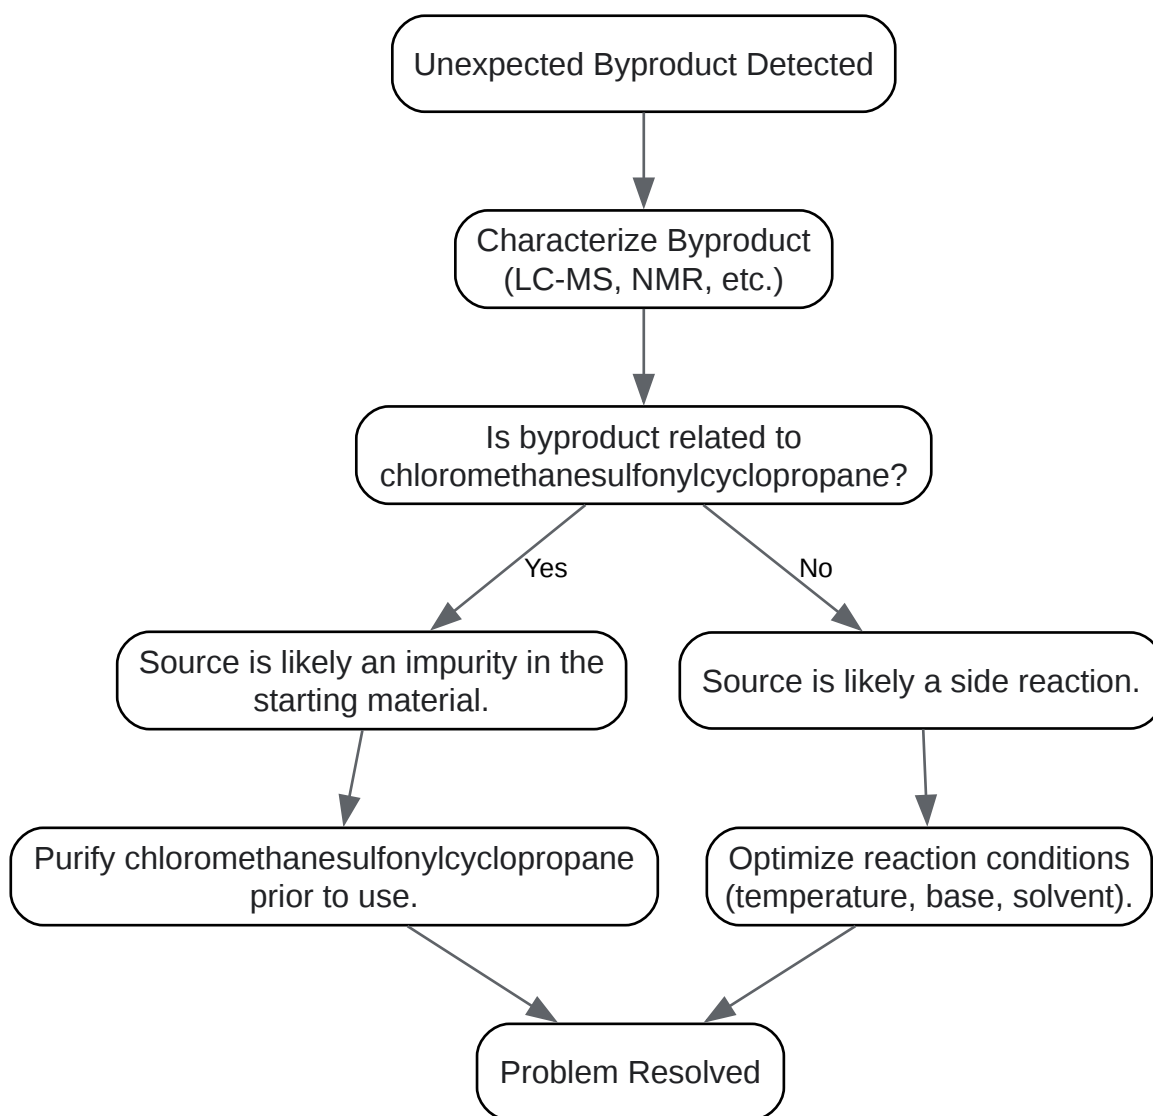 Unexpected Byproduct Detected
Characterize Byproduct
(LC-MS, NMR, etc.)
Is byproduct related to
chloromethanesulfonylcyclopropane?
Yes
No
Source is likely an impurity in the
starting material.
Source is likely a side reaction.
Purify chloromethanesulfonylcyclopropane
prior to use.
Optimize reaction conditions
(temperature, base, solvent).
Problem Resolved